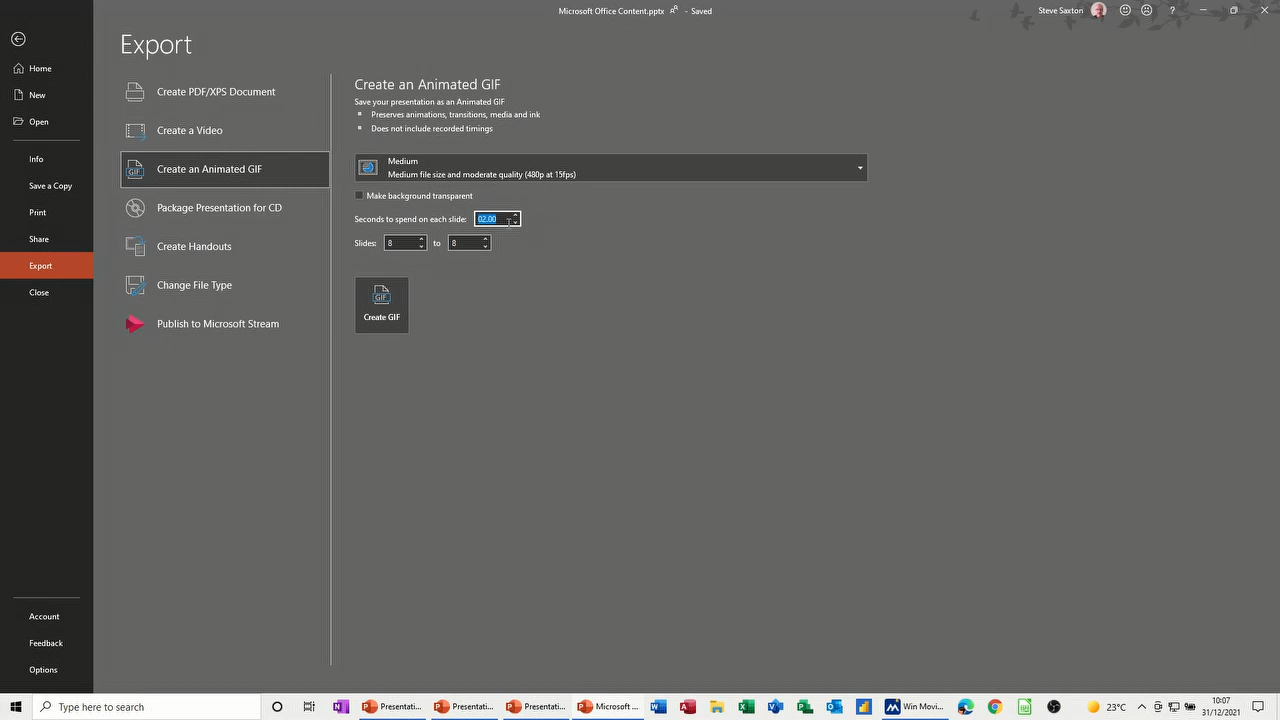 Microsoft Office Content.pptx - Saved
Steve Saxton
?
Export
Home
New
Open
Info
Save a Copy
Print
Share
Export
Close
Account
Feedback
Options
Create PDF/XPS Document
Create a Video
GIF Create an Animated GIF
Package Presentation for CD
Create Handouts
Change File Type
Publish to Microsoft Stream
Create an Animated GIF
Save your presentation as an Animated GIF
Preserves animations, transitions, media and ink
Does not include recorded timings
Medium
Medium file size and moderate quality (480p at 15fps)
Make background transparent
Seconds to spend on each slide: 02.00
Slides: 8 to 8
GIF
Create GIF
Type here to search
Presentati...
Presentati...
Presentati...
Microsoft ...
Win Movi...
23°C
10:07
31/12/2021